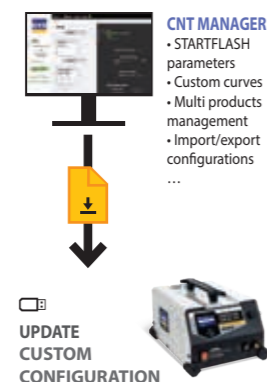 CNT MANAGER
• STARTFLASH
parameters
• Custom curves
• Multi products
management
• Import/export
configurations
…
UPDATE
CUSTOM
CONFIGURATION